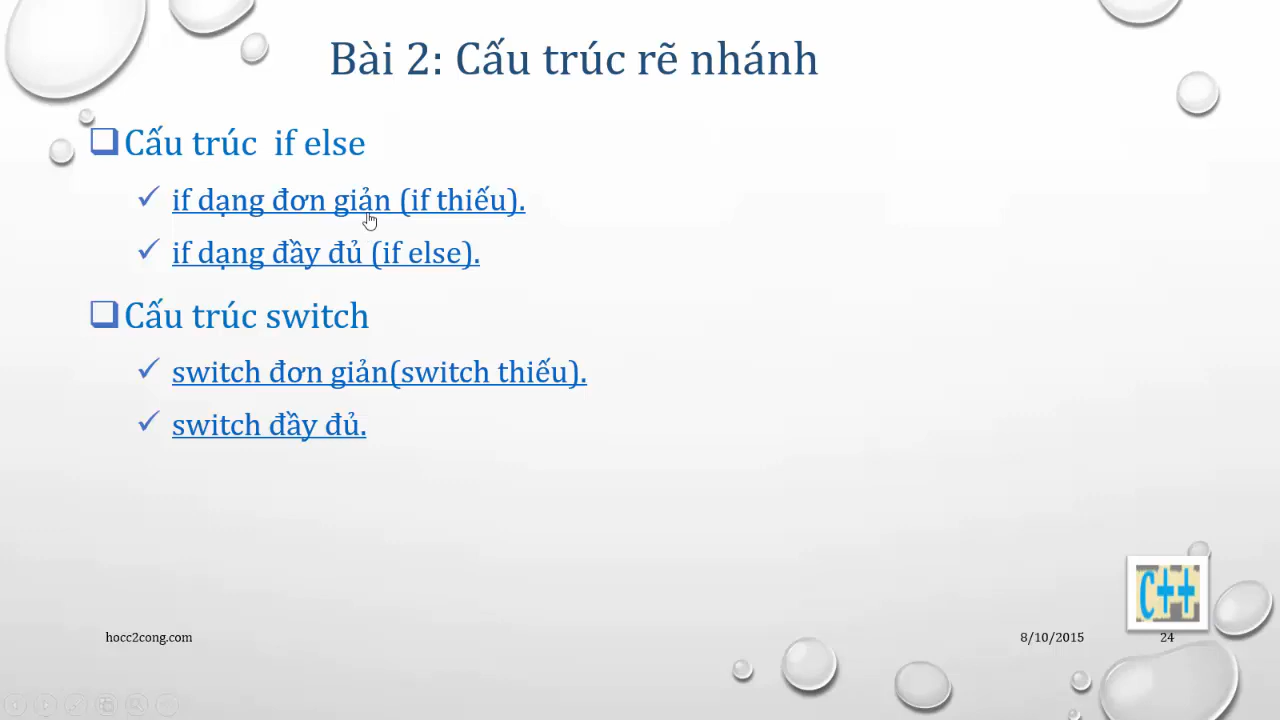 Bài 2: Cấu trúc rẽ nhánh
Cấu trúc if else
if dạng đơn giản (if thiếu).
if dạng đầy đủ (if else).
Cấu trúc switch
switch đơn giản(switch thiếu).
switch đầy đủ.
C++
hocc2cong.com
8/10/2015
24